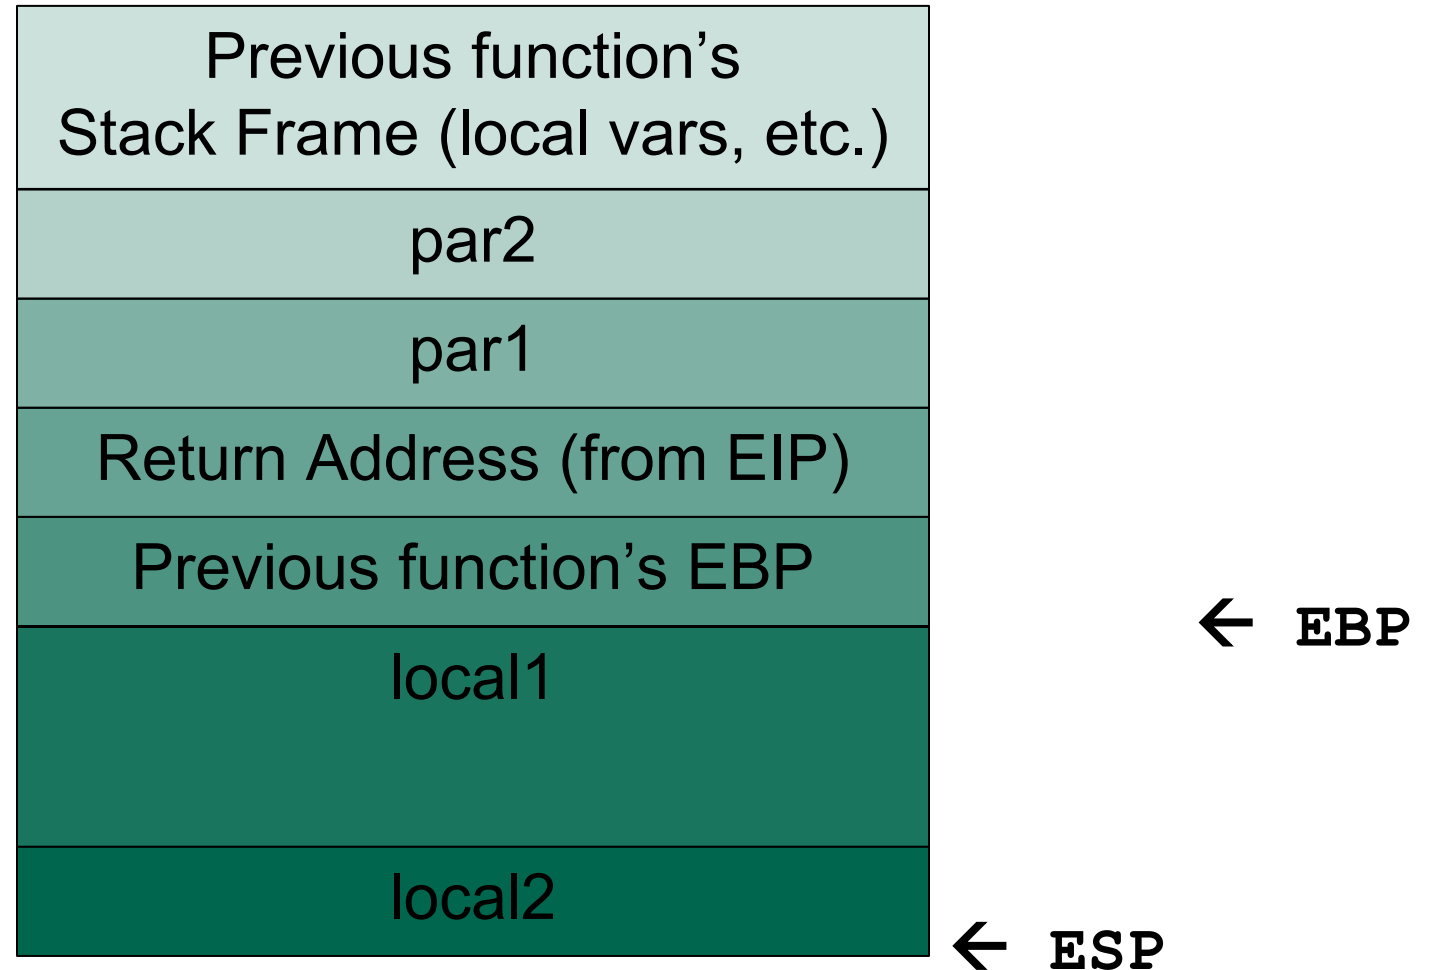 Previous function’s
Stack Frame (local vars, etc.)
par2
par1
Return Address (from EIP)
Previous function’s EBP
← EBP
local1
local2
← ESP